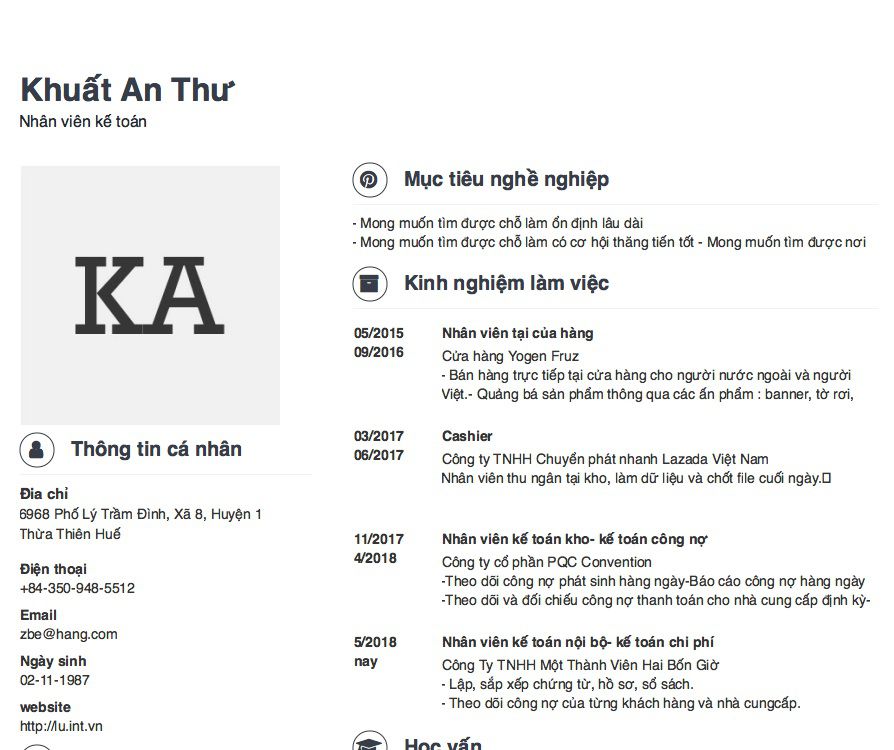 Khuất An Thư
Nhân viên kế toán
KA
Thông tin cá nhân
Đia chỉ
6968 Phố Lý Trầm Đình, Xã 8, Huyện 1
Thừa Thiên Huế
Điện thoại
+84-350-948-5512
Email
zbe@hang.com
Ngày sinh
02-11-1987
website
http://lu.int.vn
Mục tiêu nghề nghiệp
- Mong muốn tìm được chỗ làm ổn định lâu dài
- Mong muốn tìm được chỗ làm có cơ hội thăng tiến tốt - Mong muốn tìm được nơi
Kinh nghiệm làm việc
05/2015
09/2016
Nhân viên tại của hàng
Cửa hàng Yogen Fruz
- Bán hàng trực tiếp tại cửa hàng cho người nước ngoài và người
Việt.- Quảng bá sản phẩm thông qua các ấn phẩm : banner, tờ rơi,
03/2017
06/2017
Cashier
Công ty TNHH Chuyển phát nhanh Lazada Việt Nam
Nhân viên thu ngân tại kho, làm dữ liệu và chốt file cuối ngày.
11/2017
4/2018
Nhân viên kế toán kho- kế toán công nợ
Công ty cổ phần PQC Convention
-Theo dõi công nợ phát sinh hàng ngày-Báo cáo công nợ hàng ngày
-Theo dõi và đối chiếu công nợ thanh toán cho nhà cung cấp định kỳ-
5/2018
nay
Nhân viên kế toán nội bộ- kế toán chi phí
Công Ty TNHH Một Thành Viên Hai Bốn Giờ
- Lập, sắp xếp chứng từ, hồ sơ, sổ sách.
- Theo dõi công nợ của từng khách hàng và nhà cungcấp.
Học vấn